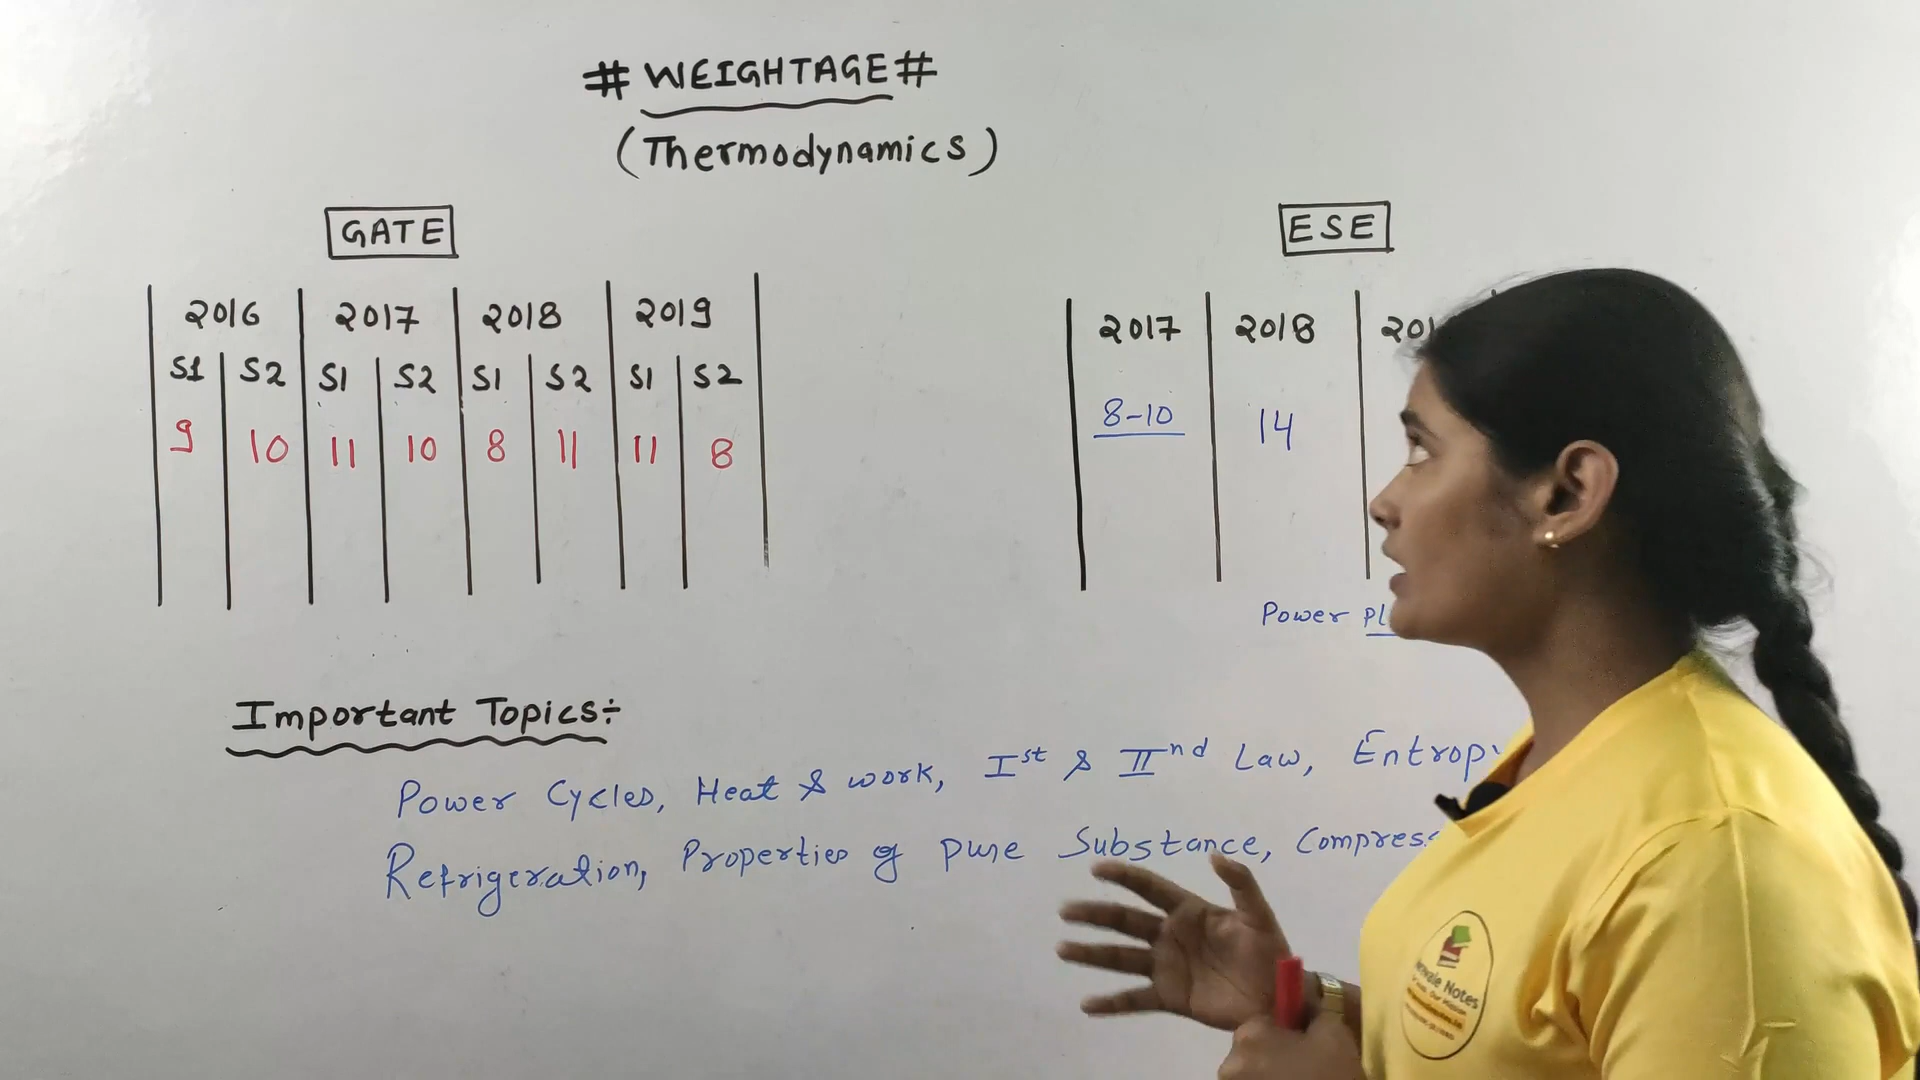 # WEIGHTAGE #
(Thermodynamics)
GATE
2016 2017 2018 2019
S1 S2 S1 S2 S1 S2 S1 S2
9 10 11 10 8 11 11 8
ESE
2017 2018
8-10 14
Power
Important Topics:
Power Cycles, Heat & work, Ist & IInd Law,
Refrigeration, Properties of pure Substance,
Notes